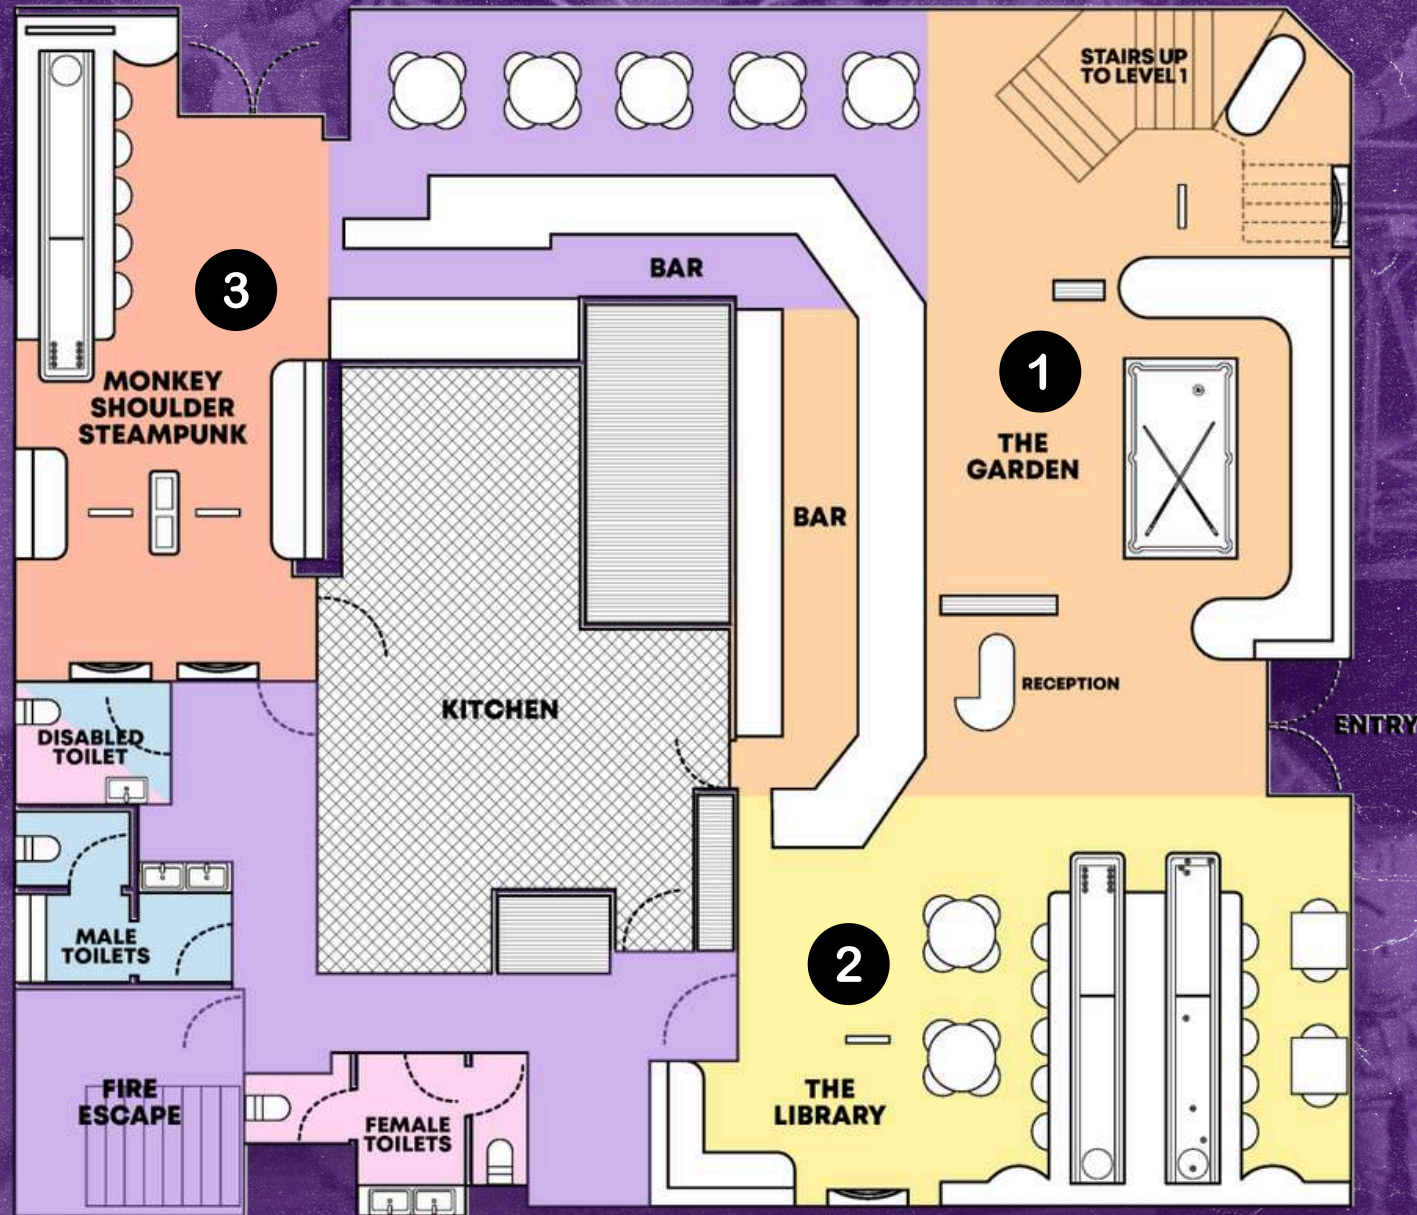 STAIRS UP
TO LEVEL 1
BAR
3
1
MONKEY
SHOULDER
STEAMPUNK
THE
GARDEN
BAR
RECEPTION
KITCHEN
ENTRY
DISABLED
TOILET
MALE
TOILETS
2
FIRE
ESCAPE
THE
LIBRARY
FEMALE
TOILETS